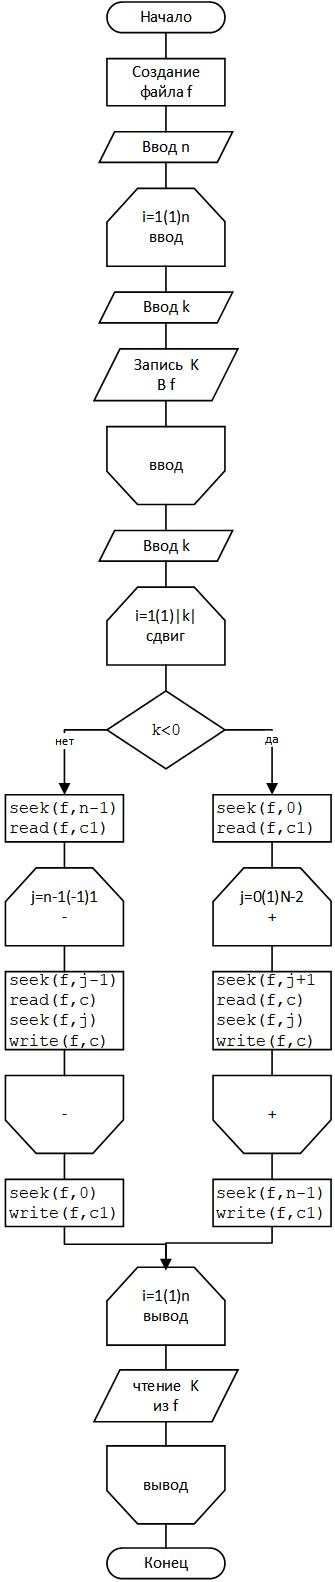 Начало
Создание
файла f
Ввод n
i=1(1)n
ввод
Ввод k
Запись K
В f
ввод
Ввод k
i=1(1)|k|
сдвиг
k<0
нет
да
seek(f,n-1)
read(f,c1)
seek(f,0)
read(f,c1)
j=n-1(-1)1
-
j=0(1)N-2
+
seek(f,j-1)
read(f,c)
seek(f,j)
write(f,c)
seek(f,j+1
read(f,c)
seek(f,j)
write(f,c)
-
+
seek(f,0)
write(f,c1)
seek(f,n-1)
write(f,c1)
i=1(1)n
вывод
чтение K
из f
вывод
Конец